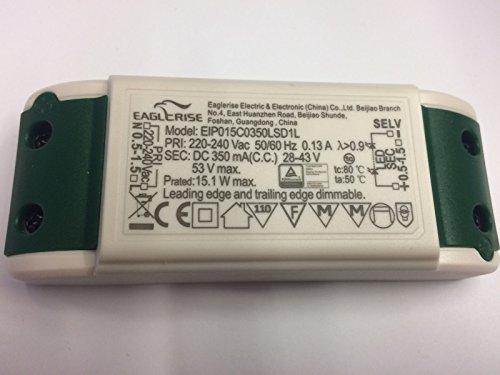 EAGLERISE
Eaglerise Electric & Electronic (China) Co.,Ltd. Beijiao Branch
No.4, East Huanzhen Road, Beijiao Shunde,
Foshan, Guangdong , China
Model: EIP015C0350LSD1L
PRI: 220-240 Vac 50/60 Hz 0.13 A λ>0.9
SEC: DC 350 mA(C.C.) 28-43 V
53 V max.
Prated: 15.1 W max.
Leading edge and trailing edge dimmable.
tc:80 °C
ta:50 °C
110 F M M
PRI
220-240 Vac
N 0.5-1.5 L
SELV
LED
SEC
+ 0.5-1.5 -